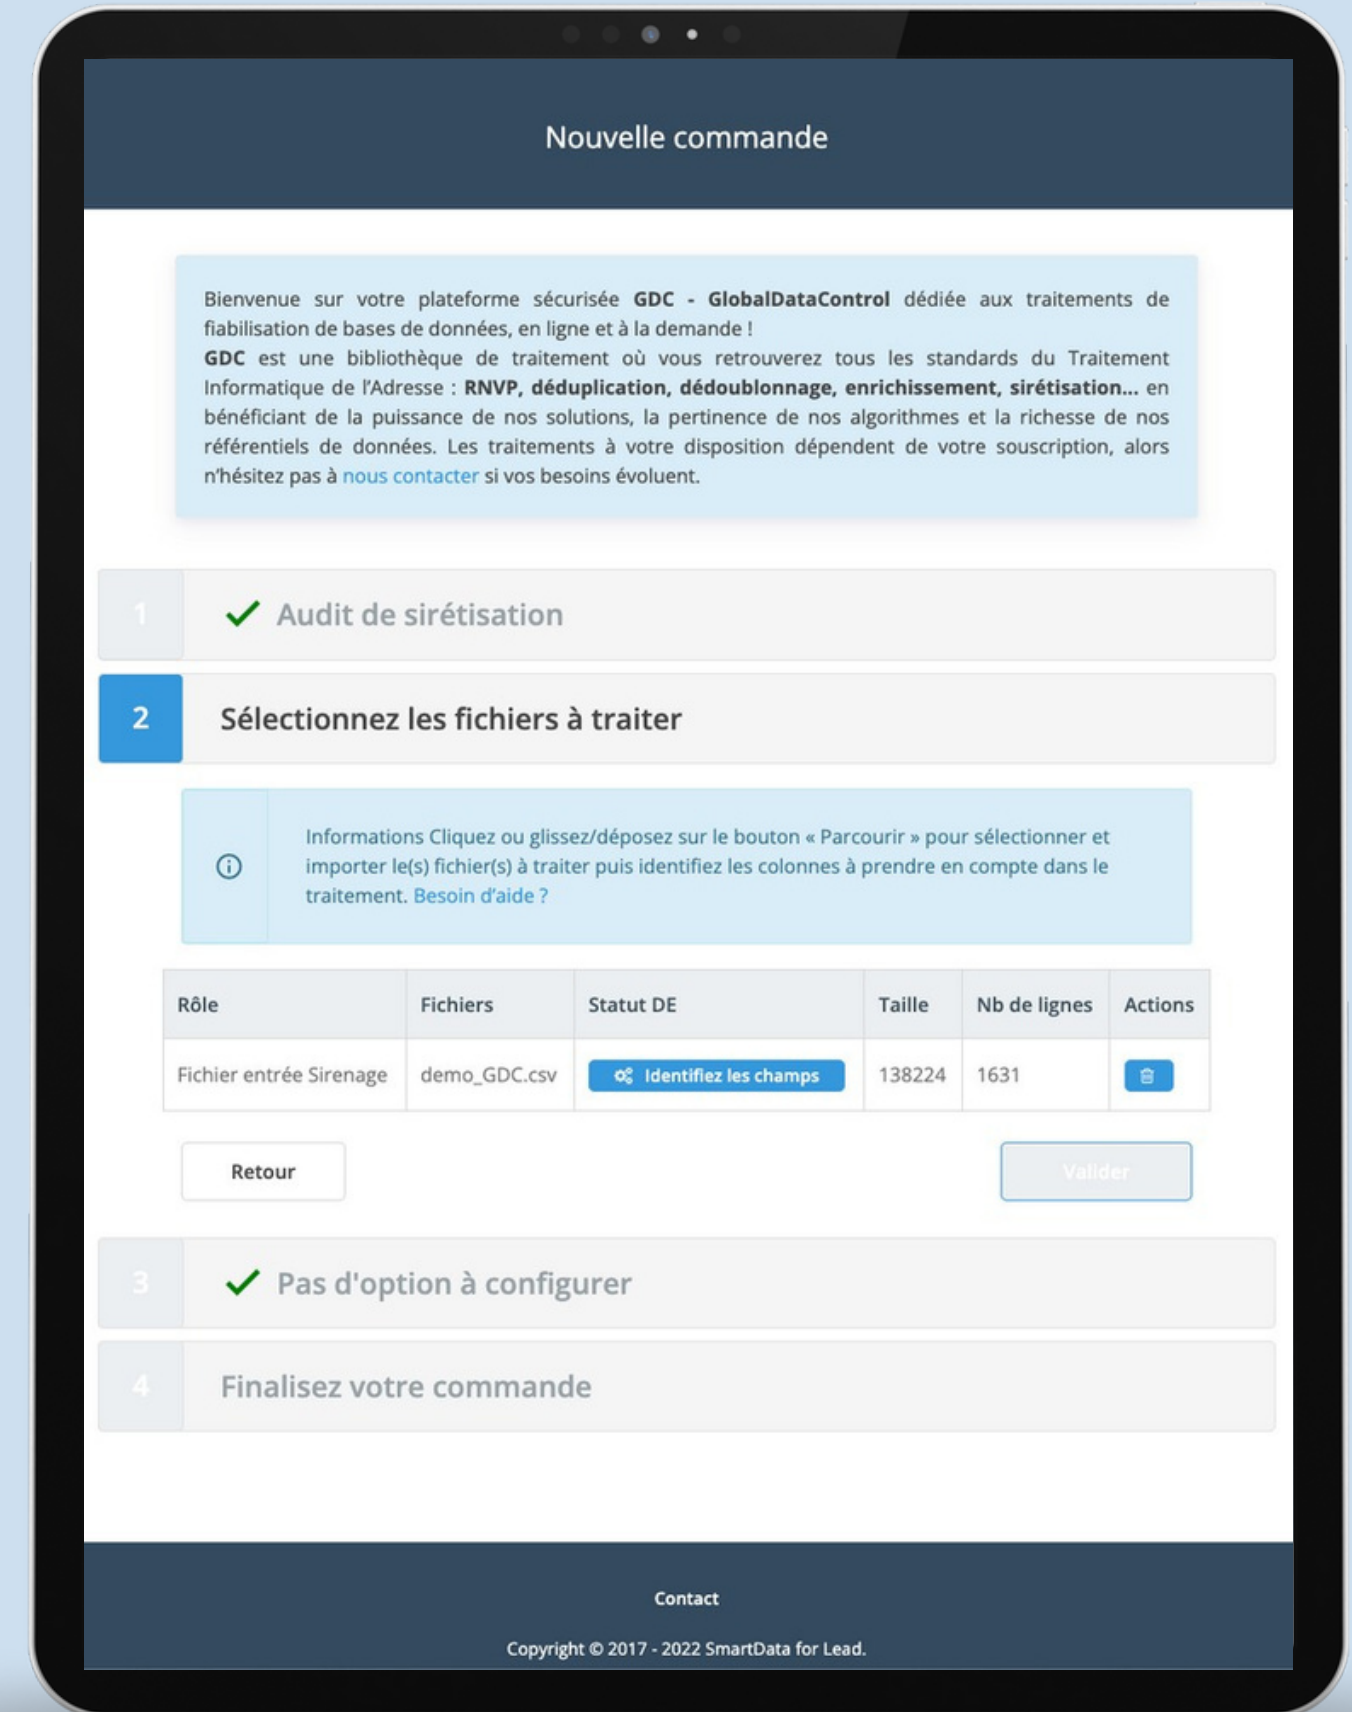 Nouvelle commande
Bienvenue sur votre plateforme sécurisée GDC - GlobalDataControl dédiée aux traitements de
fiabilisation de bases de données, en ligne et à la demande !
GDC est une bibliothèque de traitement où vous retrouverez tous les standards du Traitement
Informatique de l'Adresse : RNVP, déduplication, dédoublonnage, enrichissement, sirétisation... en
bénéficiant de la puissance de nos solutions, la pertinence de nos algorithmes et la richesse de nos
référentiels de données. Les traitements à votre disposition dépendent de votre souscription, alors
n'hésitez pas à nous contacter si vos besoins évoluent.
1 Audit de sirétisation
2 Sélectionnez les fichiers à traiter
Informations Cliquez ou glissez/déposez sur le bouton « Parcourir » pour sélectionner et
importer le(s) fichier(s) à traiter puis identifiez les colonnes à prendre en compte dans le
traitement. Besoin d'aide ?
Rôle Fichiers Statut DE Taille Nb de lignes Actions
Fichier entrée Sirenage demo_GDC.csv Identifiez les champs 138224 1631
Retour Valider
3 Pas d'option à configurer
4 Finalisez votre commande
Contact
Copyright © 2017 - 2022 SmartData for Lead.